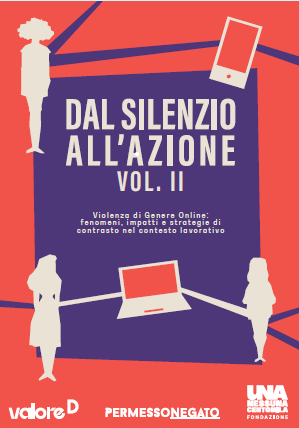 DAL SILENZIO
ALL'AZIONE
VOL. II
Violenza di Genere Online:
fenomeni, impatti e strategie di
contrasto nel contesto lavorativo
valore D
PERMESSONEGATO
UNA
NESSUNA
CENTOMILA
FONDAZIONE